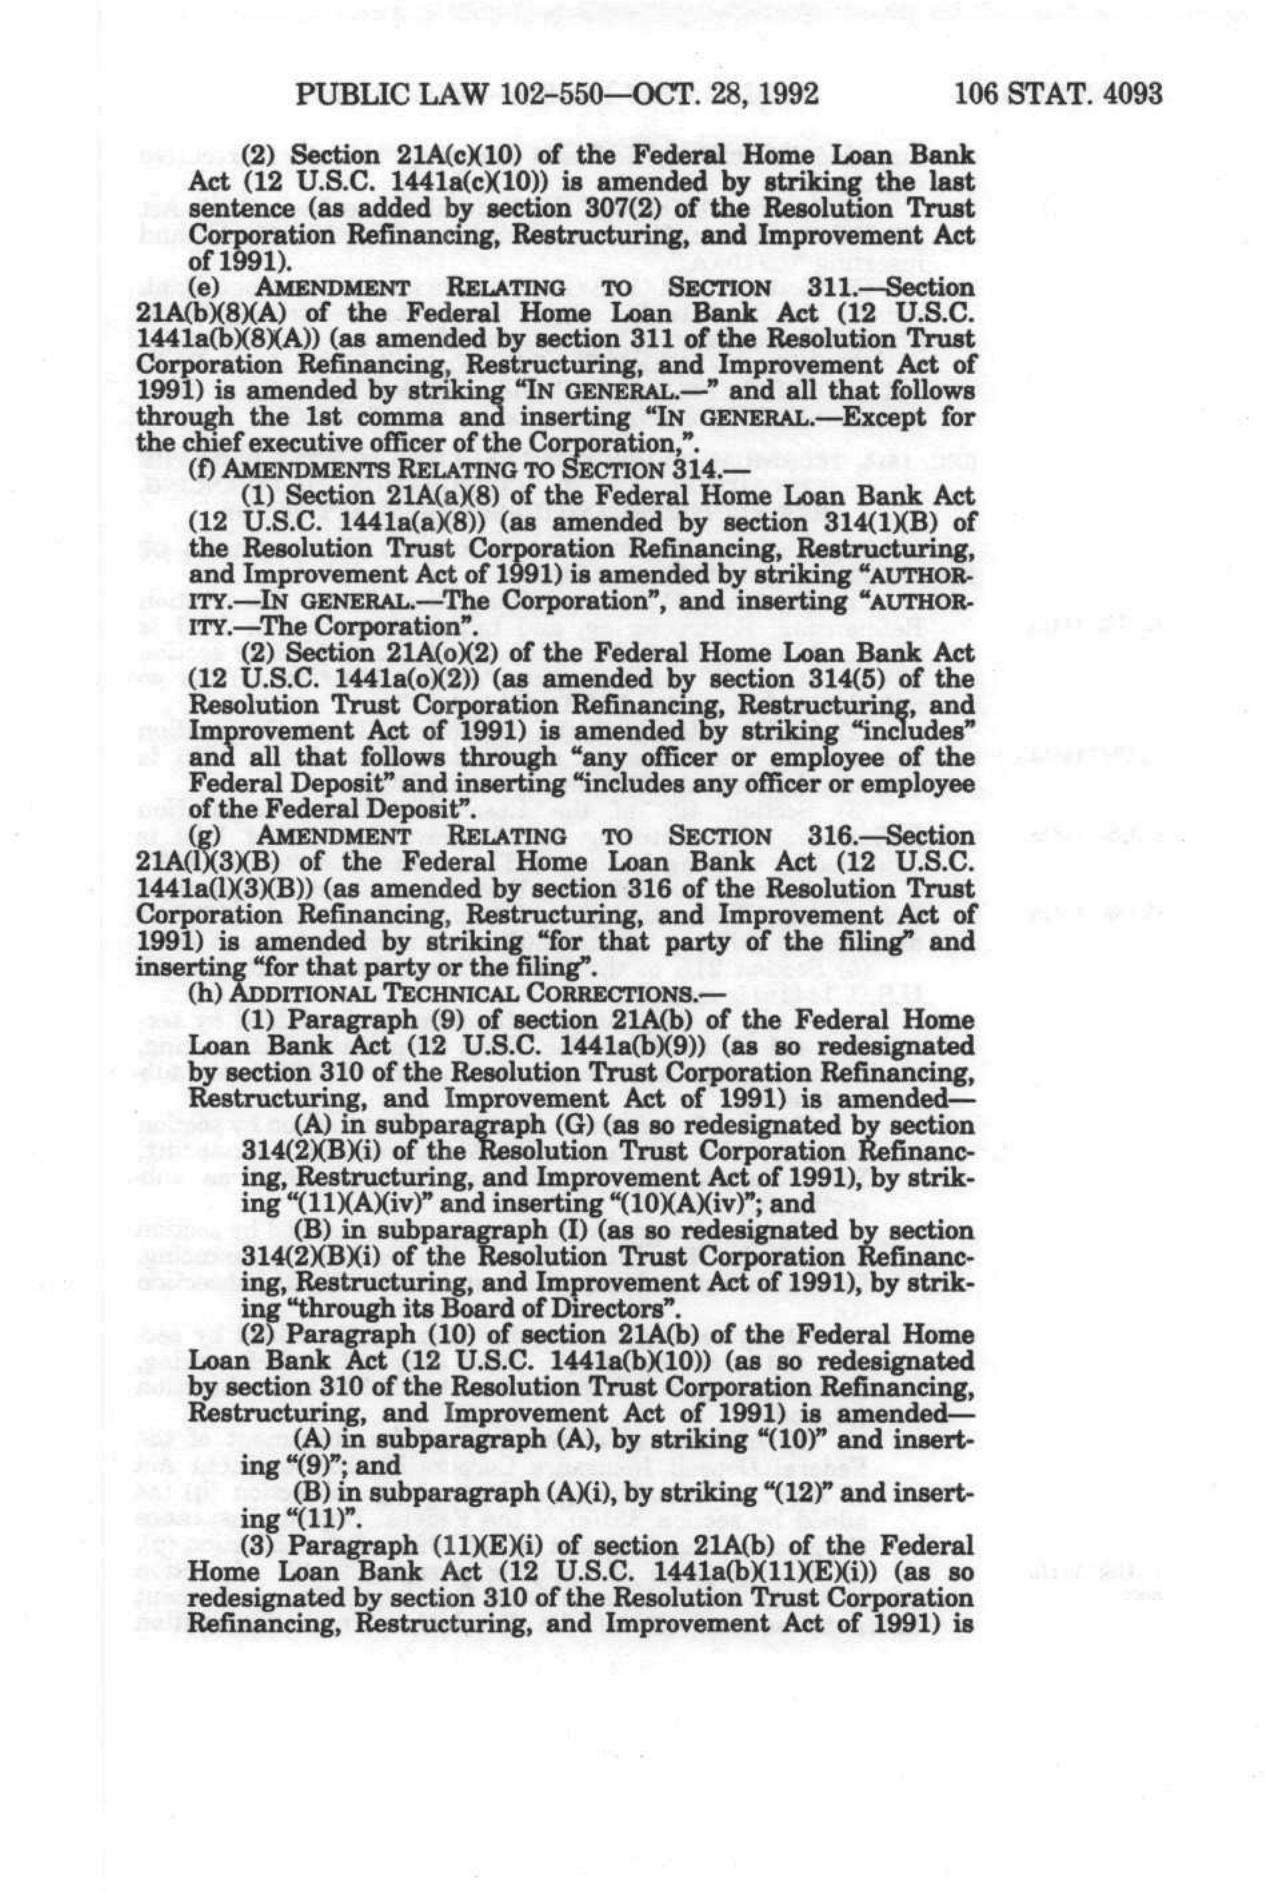 PUBLIC LAW 102–550—OCT. 28, 1992 106 STAT. 4093
(2) Section 21A(c)(10) of the Federal Home Loan Bank
Act (12 U.S.C. 1441a(c)(10)) is amended by striking the last
sentence (as added by section 307(2) of the Resolution Trust
Corporation Refinancing, Restructuring, and Improvement Act
of 1991).
(e) AMENDMENT RELATING TO SECTION 311.—Section
21A(b)(8)(A) of the Federal Home Loan Bank Act (12 U.S.C.
1441a(b)(8)(A)) (as amended by section 311 of the Resolution Trust
Corporation Refinancing, Restructuring, and Improvement Act of
1991) is amended by striking “IN GENERAL.—” and all that follows
through the 1st comma and inserting “IN GENERAL.—Except for
the chief executive officer of the Corporation,”.
(f) AMENDMENTS RELATING TO SECTION 314.—
(1) Section 21A(a)(8) of the Federal Home Loan Bank Act
(12 U.S.C. 1441a(a)(8)) (as amended by section 314(1)(B) of
the Resolution Trust Corporation Refinancing, Restructuring,
and Improvement Act of 1991) is amended by striking “AUTHOR-
ITY.—IN GENERAL.—The Corporation”, and inserting “AUTHOR-
ITY.—The Corporation”.
(2) Section 21A(o)(2) of the Federal Home Loan Bank Act
(12 U.S.C. 1441a(o)(2)) (as amended by section 314(5) of the
Resolution Trust Corporation Refinancing, Restructuring, and
Improvement Act of 1991) is amended by striking “includes”
and all that follows through “any officer or employee of the
Federal Deposit” and inserting “includes any officer or employee
of the Federal Deposit”.
(g) AMENDMENT RELATING TO SECTION 316.—Section
21A(l)(3)(B) of the Federal Home Loan Bank Act (12 U.S.C.
1441a(l)(3)(B)) (as amended by section 316 of the Resolution Trust
Corporation Refinancing, Restructuring, and Improvement Act of
1991) is amended by striking “for that party of the filing” and
inserting “for that party or the filing”.
(h) ADDITIONAL TECHNICAL CORRECTIONS.—
(1) Paragraph (9) of section 21A(b) of the Federal Home
Loan Bank Act (12 U.S.C. 1441a(b)(9)) (as so redesignated
by section 310 of the Resolution Trust Corporation Refinancing,
Restructuring, and Improvement Act of 1991) is amended—
(A) in subparagraph (G) (as so redesignated by section
314(2)(B)(i) of the Resolution Trust Corporation Refinanc-
ing, Restructuring, and Improvement Act of 1991), by strik-
ing “(11)(A)(iv)” and inserting “(10)(A)(iv)”; and
(B) in subparagraph (I) (as so redesignated by section
314(2)(B)(i) of the Resolution Trust Corporation Refinanc-
ing, Restructuring, and Improvement Act of 1991), by strik-
ing “through its Board of Directors”.
(2) Paragraph (10) of section 21A(b) of the Federal Home
Loan Bank Act (12 U.S.C. 1441a(b)(10)) (as so redesignated
by section 310 of the Resolution Trust Corporation Refinancing,
Restructuring, and Improvement Act of 1991) is amended—
(A) in subparagraph (A), by striking “(10)” and insert-
ing “(9)”; and
(B) in subparagraph (A)(i), by striking “(12)” and insert-
ing “(11)”.
(3) Paragraph (11)(E)(i) of section 21A(b) of the Federal
Home Loan Bank Act (12 U.S.C. 1441a(b)(11)(E)(i)) (as so
redesignated by section 310 of the Resolution Trust Corporation
Refinancing, Restructuring, and Improvement Act of 1991) is